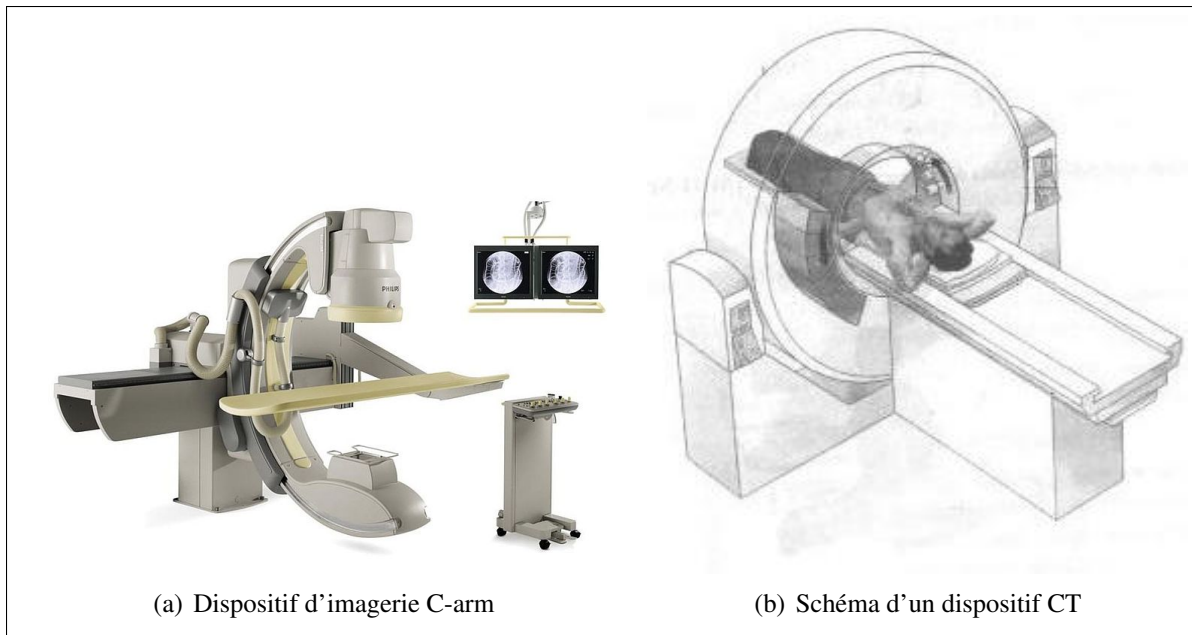 PHILIPS
(a) Dispositif d'imagerie C-arm
(b) Schéma d'un dispositif CT